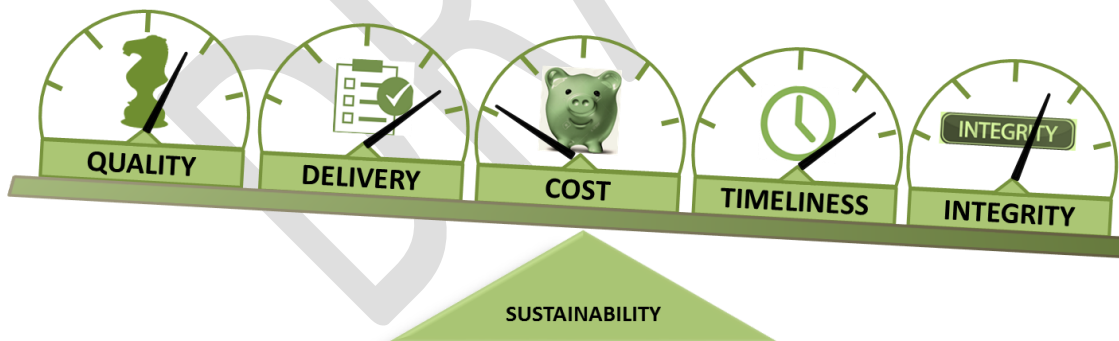 INTEGRITY
QUALITY
DELIVERY
COST
TIMELINESS
INTEGRITY
SUSTAINABILITY